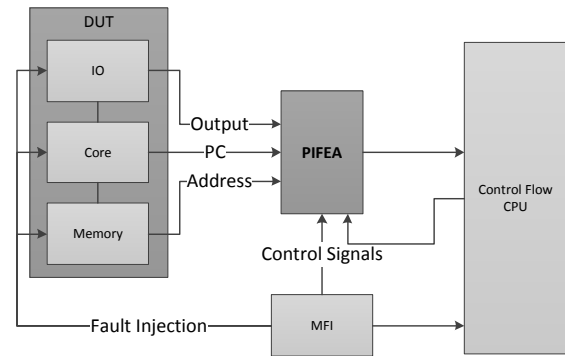 DUT
IO
Core
Memory
Output
PC
Address
PIFEA
Control Flow
CPU
Control Signals
Fault Injection
MFI